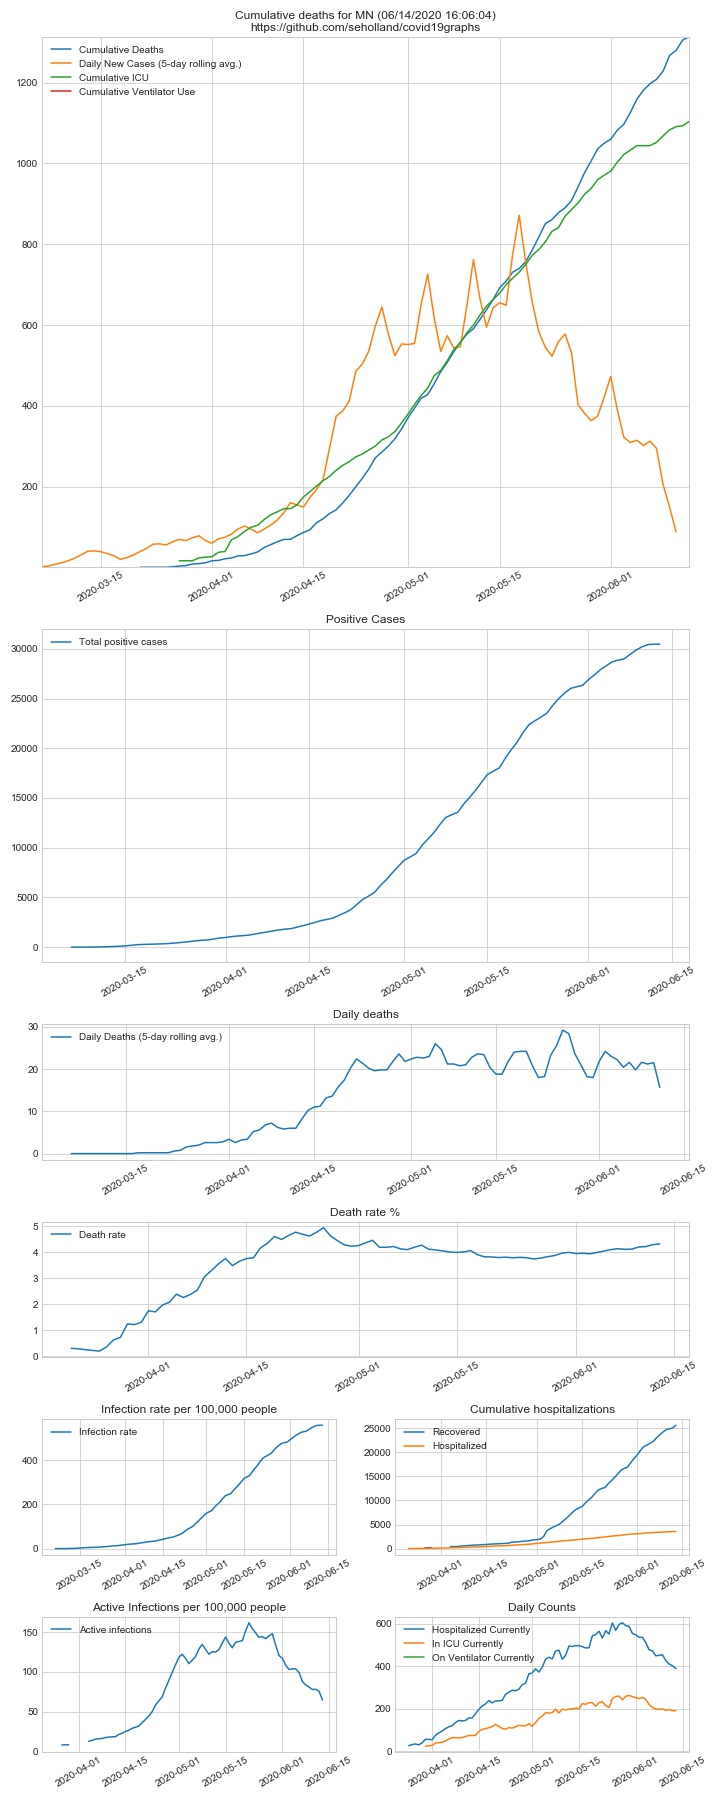 Cumulative deaths for MN (06/14/2020 16:06:04)
https://github.com/seholland/covid19graphs
Cumulative Deaths
Daily New Cases (5-day rolling avg.)
Cumulative ICU
Cumulative Ventilator Use
1200
1000
800
600
400
200
2020-03-15 2020-04-01 2020-04-15 2020-05-01 2020-05-15 2020-06-01
Positive Cases
Total positive cases
30000
25000
20000
15000
10000
5000
0
2020-03-15 2020-04-01 2020-04-15 2020-05-01 2020-05-15 2020-06-01 2020-06-15
Daily deaths
Daily Deaths (5-day rolling avg.)
30
20
10
0
2020-03-15 2020-04-01 2020-04-15 2020-05-01 2020-05-15 2020-06-01 2020-06-15
Death rate %
Death rate
5
4
3
2
1
0
2020-04-01 2020-04-15 2020-05-01 2020-05-15 2020-06-01 2020-06-15
Infection rate per 100,000 people
Infection rate
400
200
0
2020-03-15 2020-04-01 2020-04-15 2020-05-01 2020-05-15 2020-06-01 2020-06-15
Cumulative hospitalizations
Recovered
Hospitalized
25000
20000
15000
10000
5000
0
2020-04-01 2020-04-15 2020-05-01 2020-05-15 2020-06-01 2020-06-15
Active Infections per 100,000 people
Active infections
150
100
50
0
2020-04-01 2020-04-15 2020-05-01 2020-05-15 2020-06-01 2020-06-15
Daily Counts
Hospitalized Currently
In ICU Currently
On Ventilator Currently
600
400
200
0
2020-04-01 2020-04-15 2020-05-01 2020-05-15 2020-06-01 2020-06-15